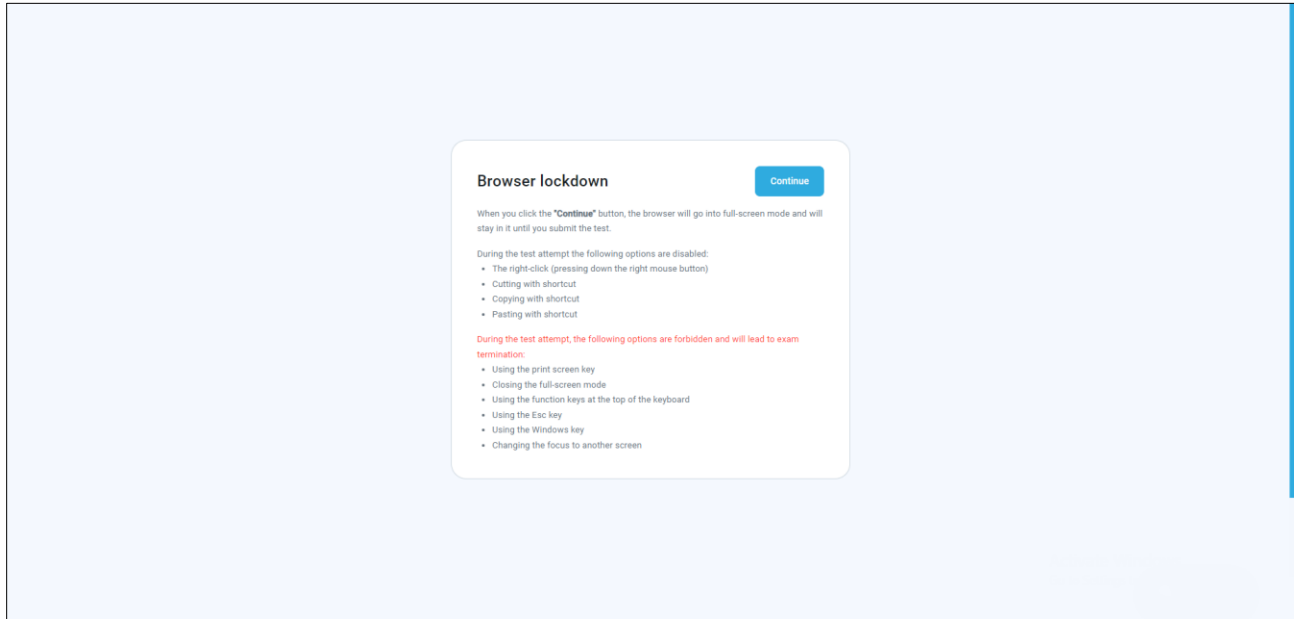 Browser lockdown
Continue
When you click the "Continue" button, the browser will go into full-screen mode and will
stay in it until you submit the test.
During the test attempt the following options are disabled:
• The right-click (pressing down the right mouse button)
• Cutting with shortcut
• Copying with shortcut
• Pasting with shortcut
During the test attempt, the following options are forbidden and will lead to exam
termination:
• Using the print screen key
• Closing the full-screen mode
• Using the function keys at the top of the keyboard
• Using the Esc key
• Using the Windows key
• Changing the focus to another screen